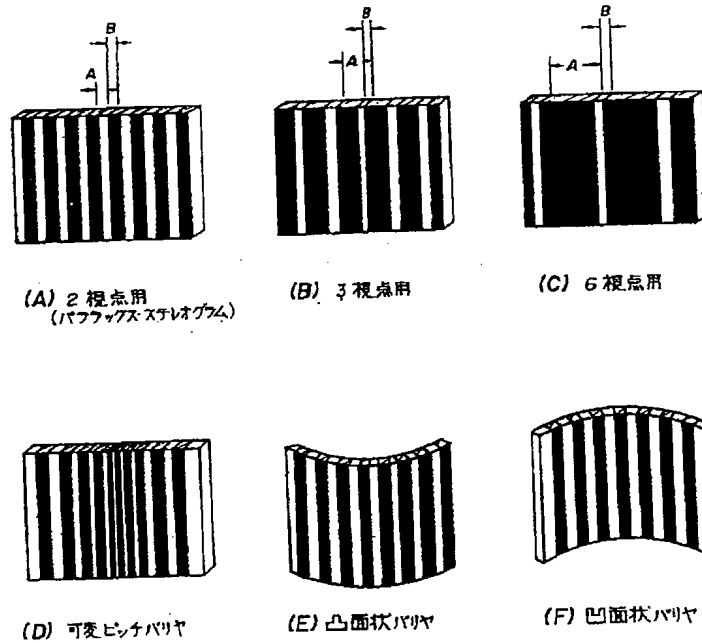 B
A
B
A
B
A
(A) 2視点用
(パララックス・ステレオグラム)
(B) 3視点用
(C) 6視点用
(D) 可変ピッチバリヤ
(E) 凸面状バリヤ
(F) 凹面状バリヤ